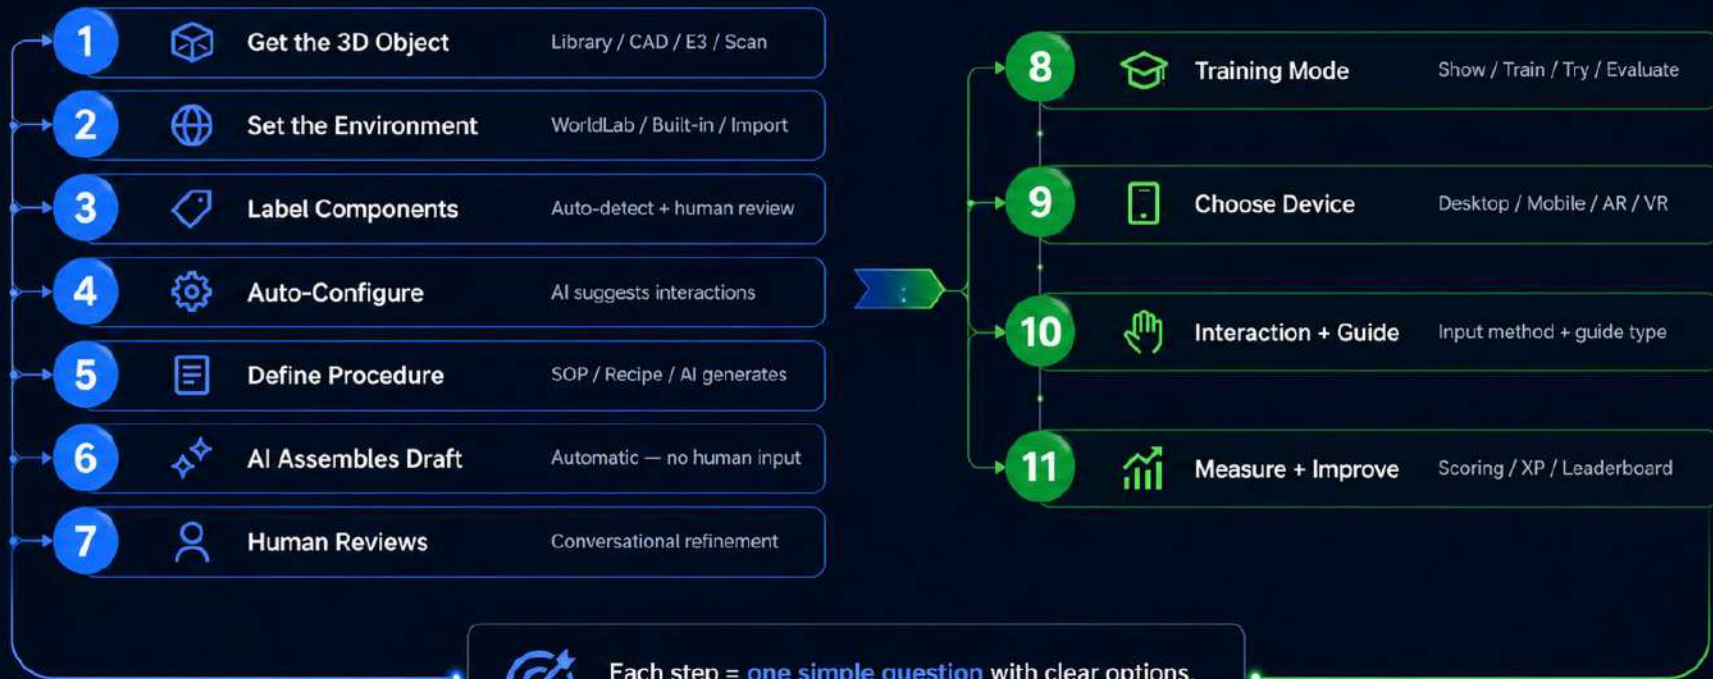 1 Get the 3D Object Library / CAD / E3 / Scan
2 Set the Environment WorldLab / Built-in / Import
3 Label Components Auto-detect + human review
4 Auto-Configure AI suggests interactions
5 Define Procedure SOP / Recipe / AI generates
6 AI Assembles Draft Automatic — no human input
7 Human Reviews Conversational refinement
8 Training Mode Show / Train / Try / Evaluate
9 Choose Device Desktop / Mobile / AR / VR
10 Interaction + Guide Input method + guide type
11 Measure + Improve Scoring / XP / Leaderboard
Each step = one simple question with clear options.